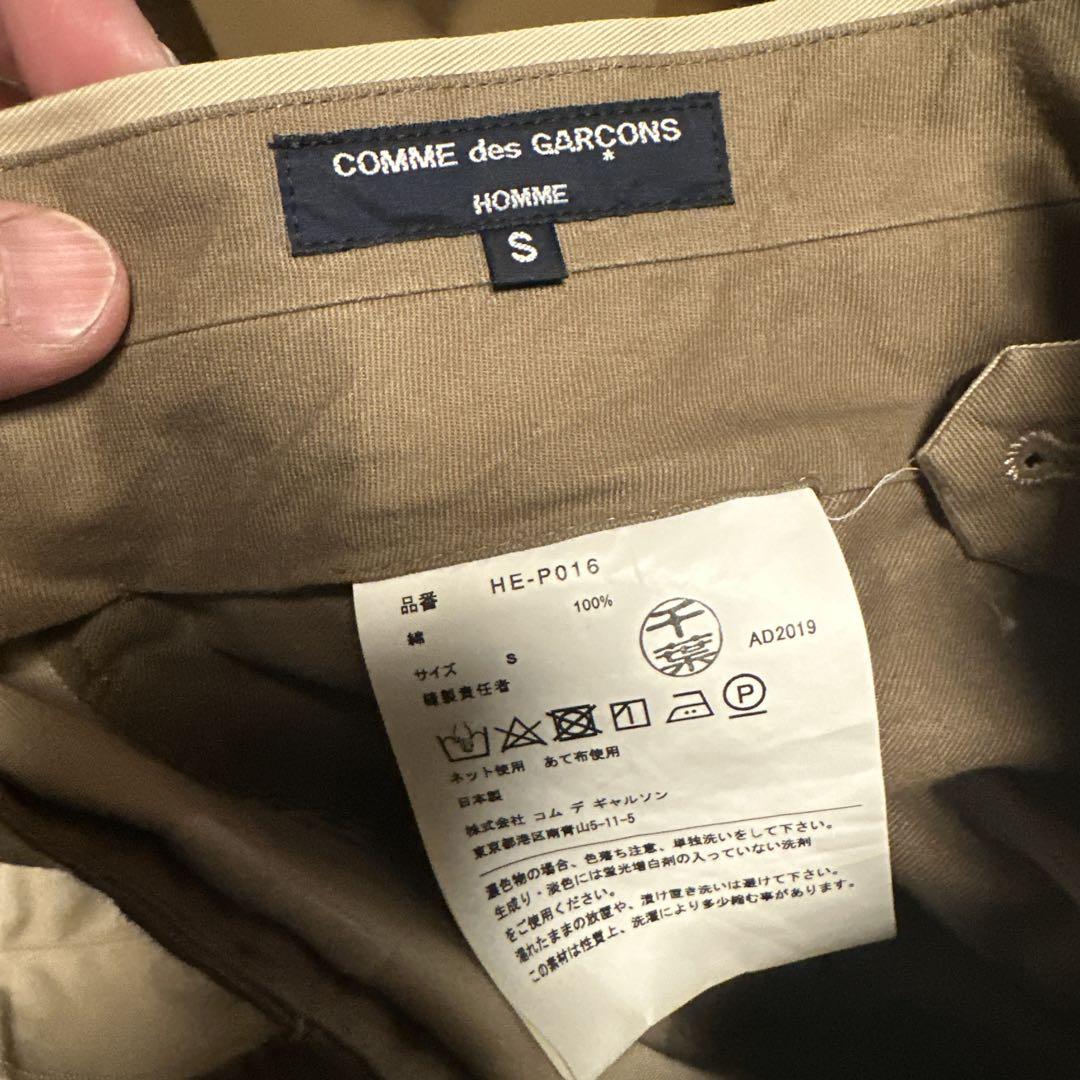 COMME des GARÇONS
*
HOMME
S
品番 HE-P016
綿 100%
千葉
AD2019
サイズ S
縫製責任者
1 P
ネット使用 あて布使用
日本製
株式会社 コム デ ギャルソン
東京都港区南青山5-11-5
濃色物の場合、色落ち注意、単独洗いをして下さい。
生成り・淡色には蛍光増白剤の入っていない洗剤
をご使用ください。
濡れたままの放置や、漬け置き洗いは避けて下さい。
この素材は性質上、洗濯により多少縮む事があります。